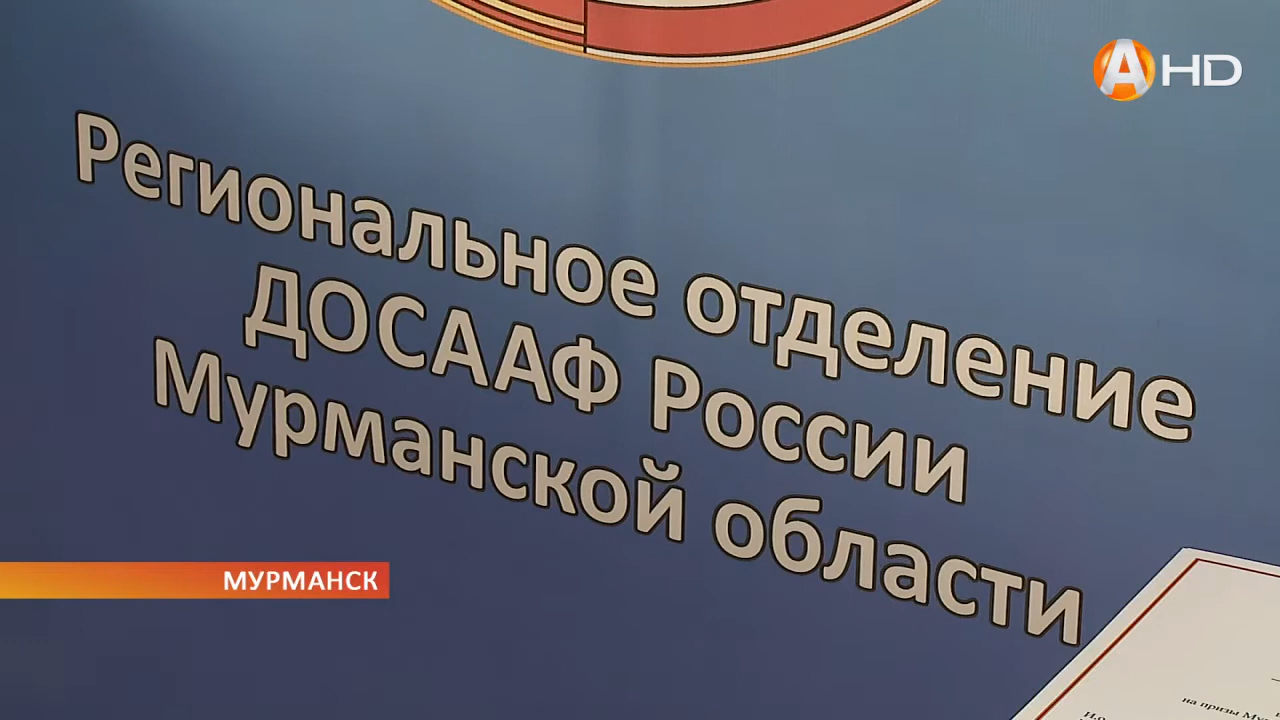 А HD
Региональное отделение
ДОСААФ России
Мурманской области
МУРМАНСК
на призы